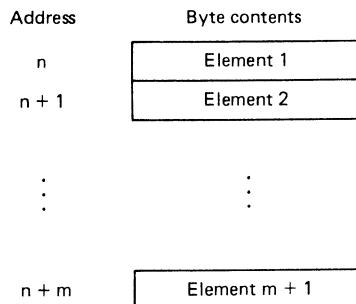 Address Byte contents
n Element 1
n + 1 Element 2
n + m Element m + 1